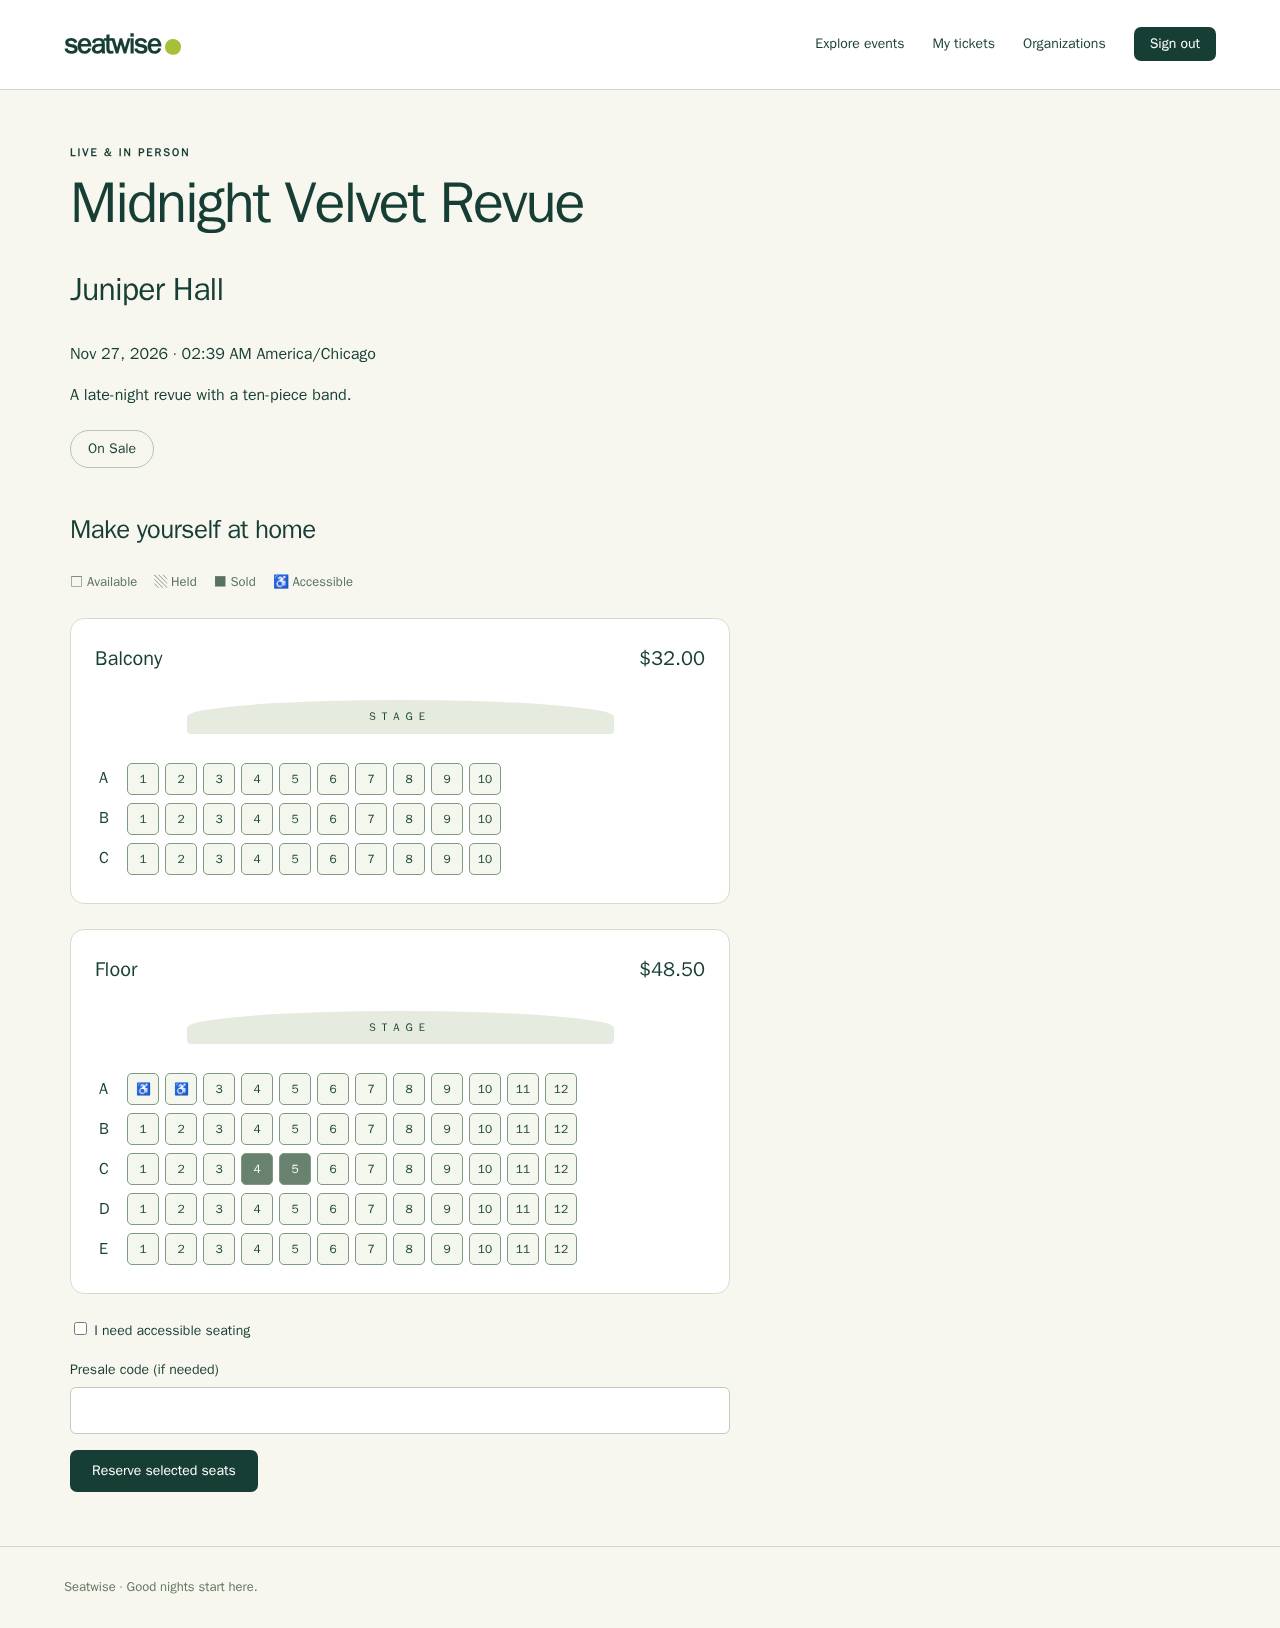 seatwise
Explore events My tickets Organizations Sign out
LIVE & IN PERSON
Midnight Velvet Revue
Juniper Hall
Nov 27, 2026 · 02:39 AM America/Chicago
A late-night revue with a ten-piece band.
On Sale
Make yourself at home
Available Held Sold ♿ Accessible
Balcony $32.00
STAGE
A 1 2 3 4 5 6 7 8 9 10
B 1 2 3 4 5 6 7 8 9 10
C 1 2 3 4 5 6 7 8 9 10
Floor $48.50
STAGE
A ♿ ♿ 3 4 5 6 7 8 9 10 11 12
B 1 2 3 4 5 6 7 8 9 10 11 12
C 1 2 3 4 5 6 7 8 9 10 11 12
D 1 2 3 4 5 6 7 8 9 10 11 12
E 1 2 3 4 5 6 7 8 9 10 11 12
I need accessible seating
Presale code (if needed)
Reserve selected seats
Seatwise · Good nights start here.